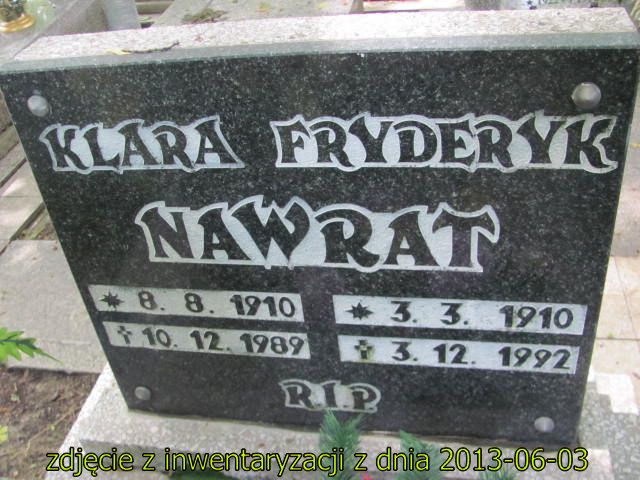 KLARA FRYDERYK
NAWRAT
* 8. 8. 1910 * 3. 3. 1910
† 10. 12. 1989 † 3. 12. 1992
R.I.P.
zdjęcie z inwentaryzacji z dnia 2013-06-03